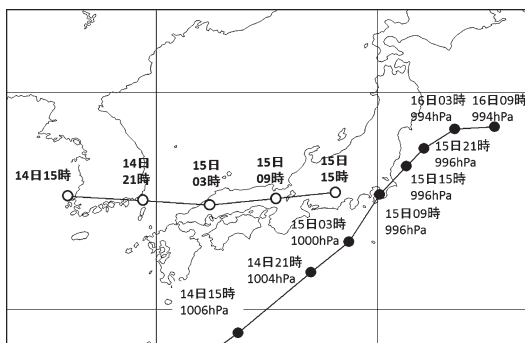 16日03時
994hPa
16日09時
994hPa
15日21時
996hPa
15日15時
996hPa
15日09時
996hPa
14日15時
14日
21時
15日
03時
15日
09時
15日
15時
15日03時
1000hPa
14日21時
1004hPa
14日15時
1006hPa